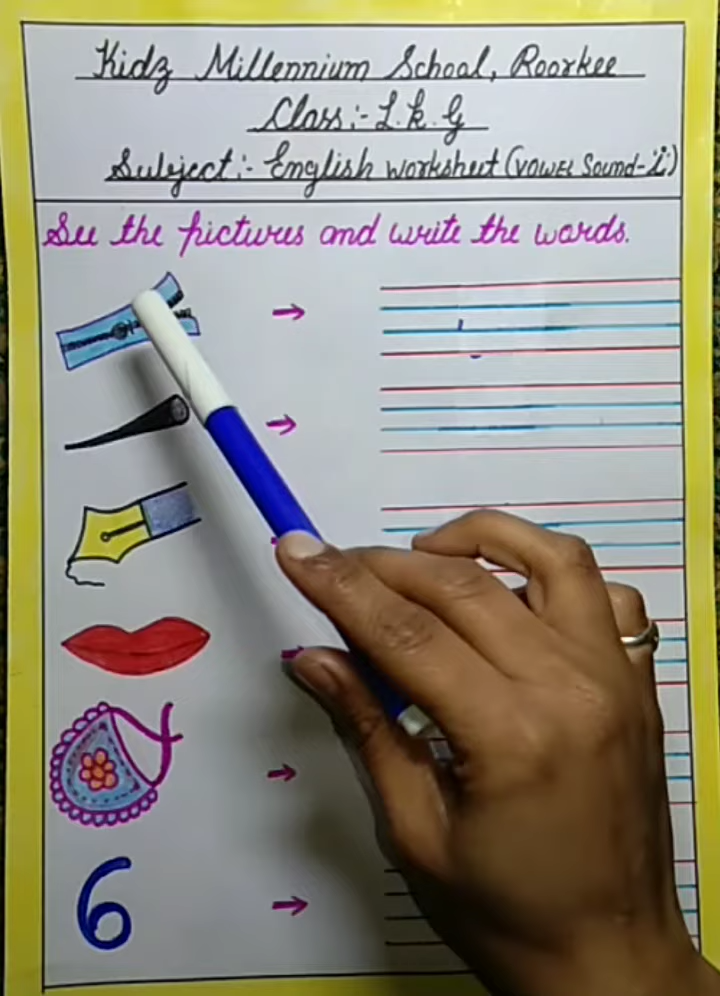 Kidz Millennium School, Roorkee
Class:- L.K.G
Subject:- English worksheet (VOWEL Sound-'i')
See the pictures and write the words.
6